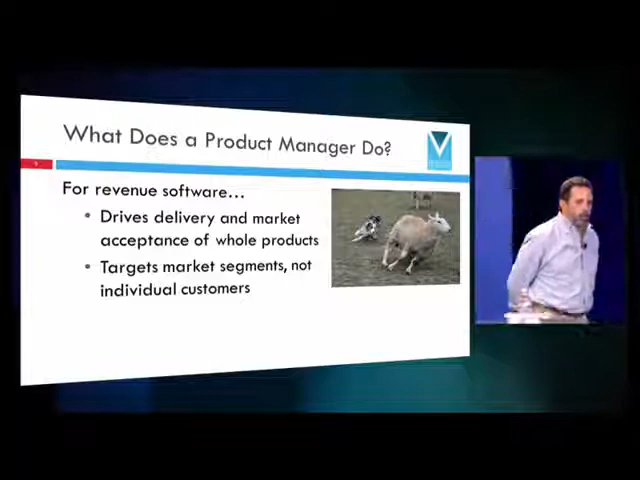 What Does a Product Manager Do?
For revenue software...
• Drives delivery and market
acceptance of whole products
• Targets market segments, not
individual customers